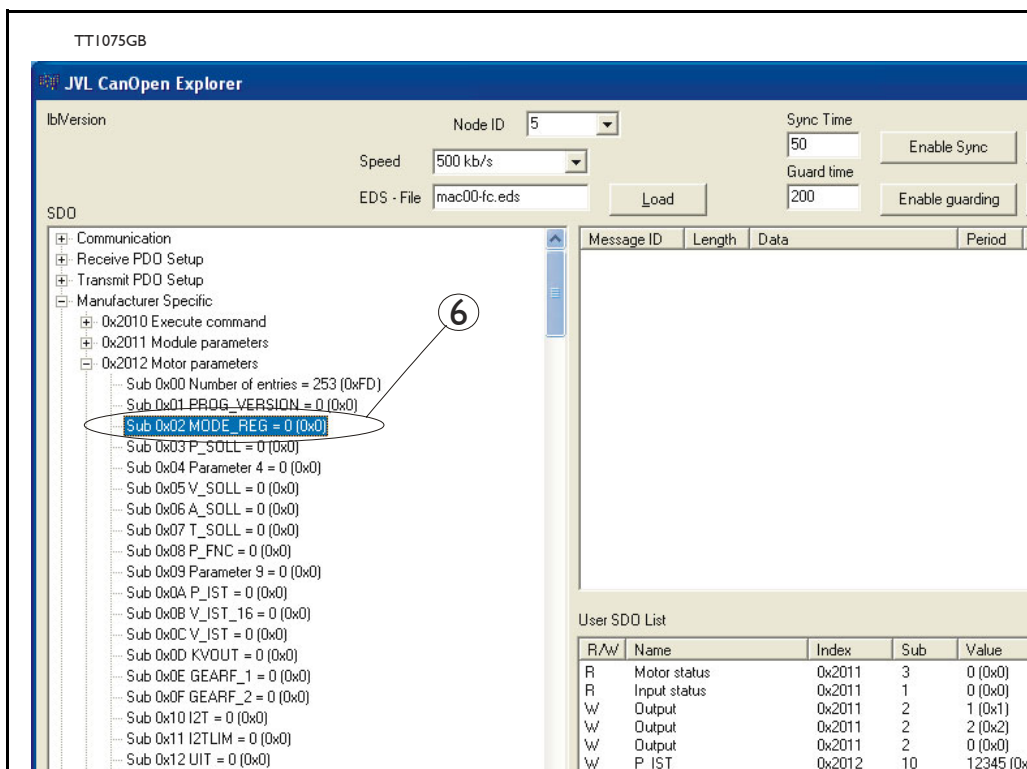 TT1075GB
JVL CanOpen Explorer
lblVersion
Node ID 5
Sync Time
50
Enable Sync
Speed 500 kb/s
Guard time
EDS - File mac00-fc.eds
Load
200
Enable guarding
SDO
Message ID Length Data Period
Communication
Receive PDO Setup
Transmit PDO Setup
Manufacturer Specific
0x2010 Execute command
6
0x2011 Module parameters
0x2012 Motor parameters
Sub 0x00 Number of entries = 253 (0xFD)
Sub 0x01 PROG_VERSION = 0 (0x0)
Sub 0x02 MODE_REG = 0 (0x0)
Sub 0x03 P_SOLL = 0 (0x0)
Sub 0x04 Parameter 4 = 0 (0x0)
Sub 0x05 V_SOLL = 0 (0x0)
Sub 0x06 A_SOLL = 0 (0x0)
Sub 0x07 T_SOLL = 0 (0x0)
Sub 0x08 P_FNC = 0 (0x0)
Sub 0x09 Parameter 9 = 0 (0x0)
Sub 0x0A P_IST = 0 (0x0)
Sub 0x0B V_IST_16 = 0 (0x0)
Sub 0x0C V_IST = 0 (0x0)
Sub 0x0D KVOUT = 0 (0x0)
Sub 0x0E GEARF_1 = 0 (0x0)
Sub 0x0F GEARF_2 = 0 (0x0)
Sub 0x10 I2T = 0 (0x0)
Sub 0x11 I2TLIM = 0 (0x0)
Sub 0x12 UIT = 0 (0x0)
User SDO List
R/W Name Index Sub Value
R Motor status 0x2011 3 0 (0x0)
R Input status 0x2011 1 0 (0x0)
W Output 0x2011 2 1 (0x1)
W Output 0x2011 2 2 (0x2)
W Output 0x2011 2 0 (0x0)
W P_IST 0x2012 10 12345 (0x